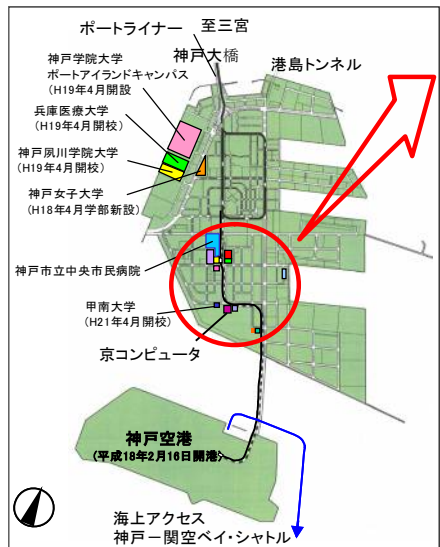 ポートライナー
至三宮
神戸大橋
港島トンネル
神戸学院大学
ポートアイランドキャンパス
(H19年4月開設
兵庫医療大学
(H19年4月開校)
神戸夙川学院大学
(H19年4月開校)
神戸女子大学
(H18年4月学部新設)
神戸市立中央市民病院
甲南大学
(H21年4月開校)
京コンピュータ
神戸空港
(平成18年2月16日開港)
海上アクセス
神戸－関空ベイ・シャトル